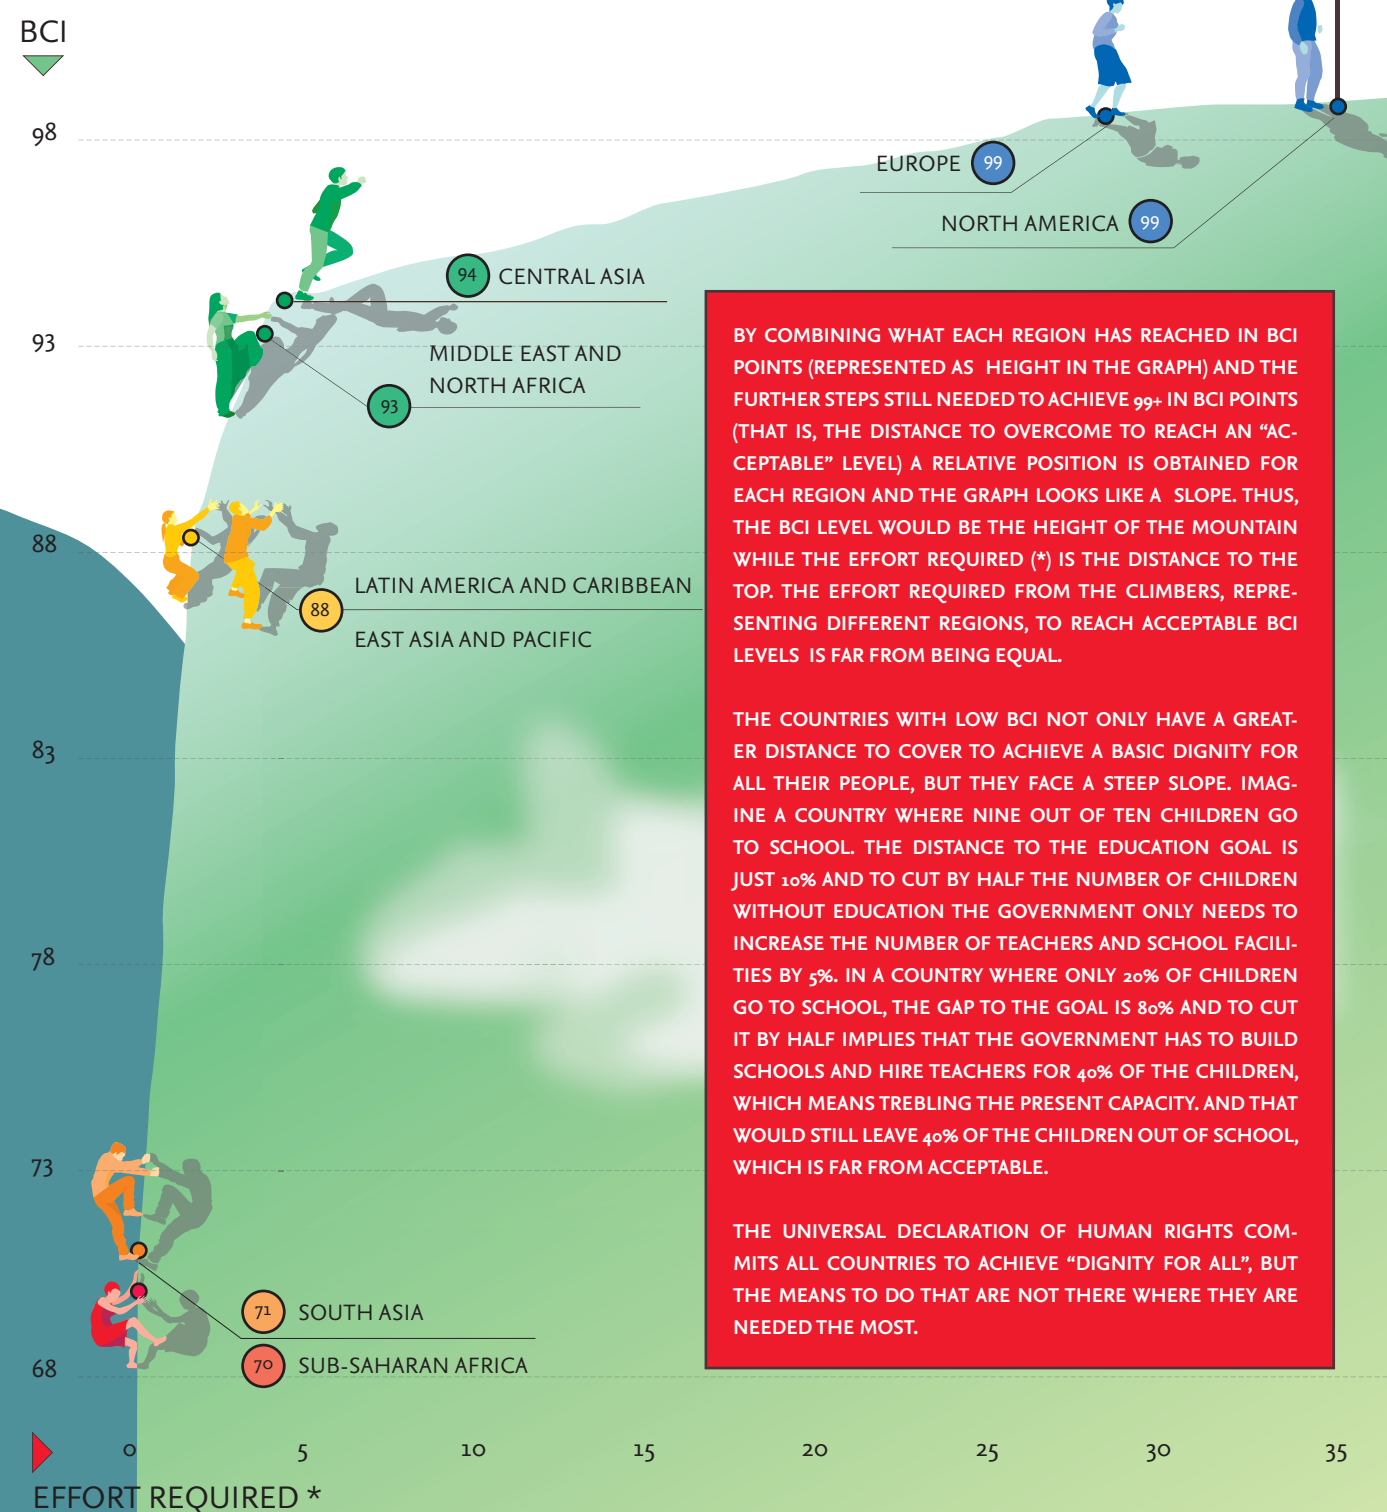 BCI
98
EUROPE 99
NORTH AMERICA 99
94 CENTRAL ASIA
93
MIDDLE EAST AND
NORTH AFRICA
93
88
LATIN AMERICA AND CARIBBEAN
88
EAST ASIA AND PACIFIC
83
78
73
71 SOUTH ASIA
70 SUB-SAHARAN AFRICA
68
BY COMBINING WHAT EACH REGION HAS REACHED IN BCI
POINTS (REPRESENTED AS HEIGHT IN THE GRAPH) AND THE
FURTHER STEPS STILL NEEDED TO ACHIEVE 99+ IN BCI POINTS
(THAT IS, THE DISTANCE TO OVERCOME TO REACH AN “AC-
CEPTABLE” LEVEL) A RELATIVE POSITION IS OBTAINED FOR
EACH REGION AND THE GRAPH LOOKS LIKE A SLOPE. THUS,
THE BCI LEVEL WOULD BE THE HEIGHT OF THE MOUNTAIN
WHILE THE EFFORT REQUIRED (*) IS THE DISTANCE TO THE
TOP. THE EFFORT REQUIRED FROM THE CLIMBERS, REPRE-
SENTING DIFFERENT REGIONS, TO REACH ACCEPTABLE BCI
LEVELS IS FAR FROM BEING EQUAL.
THE COUNTRIES WITH LOW BCI NOT ONLY HAVE A GREAT-
ER DISTANCE TO COVER TO ACHIEVE A BASIC DIGNITY FOR
ALL THEIR PEOPLE, BUT THEY FACE A STEEP SLOPE. IMAG-
INE A COUNTRY WHERE NINE OUT OF TEN CHILDREN GO
TO SCHOOL. THE DISTANCE TO THE EDUCATION GOAL IS
JUST 10% AND TO CUT BY HALF THE NUMBER OF CHILDREN
WITHOUT EDUCATION THE GOVERNMENT ONLY NEEDS TO
INCREASE THE NUMBER OF TEACHERS AND SCHOOL FACILI-
TIES BY 5%. IN A COUNTRY WHERE ONLY 20% OF CHILDREN
GO TO SCHOOL, THE GAP TO THE GOAL IS 80% AND TO CUT
IT BY HALF IMPLIES THAT THE GOVERNMENT HAS TO BUILD
SCHOOLS AND HIRE TEACHERS FOR 40% OF THE CHILDREN,
WHICH MEANS TREBLING THE PRESENT CAPACITY. AND THAT
WOULD STILL LEAVE 40% OF THE CHILDREN OUT OF SCHOOL,
WHICH IS FAR FROM ACCEPTABLE.
THE UNIVERSAL DECLARATION OF HUMAN RIGHTS COM-
MITS ALL COUNTRIES TO ACHIEVE “DIGNITY FOR ALL”, BUT
THE MEANS TO DO THAT ARE NOT THERE WHERE THEY ARE
NEEDED THE MOST.
0 5 10 15 20 25 30 35
EFFORT REQUIRED *